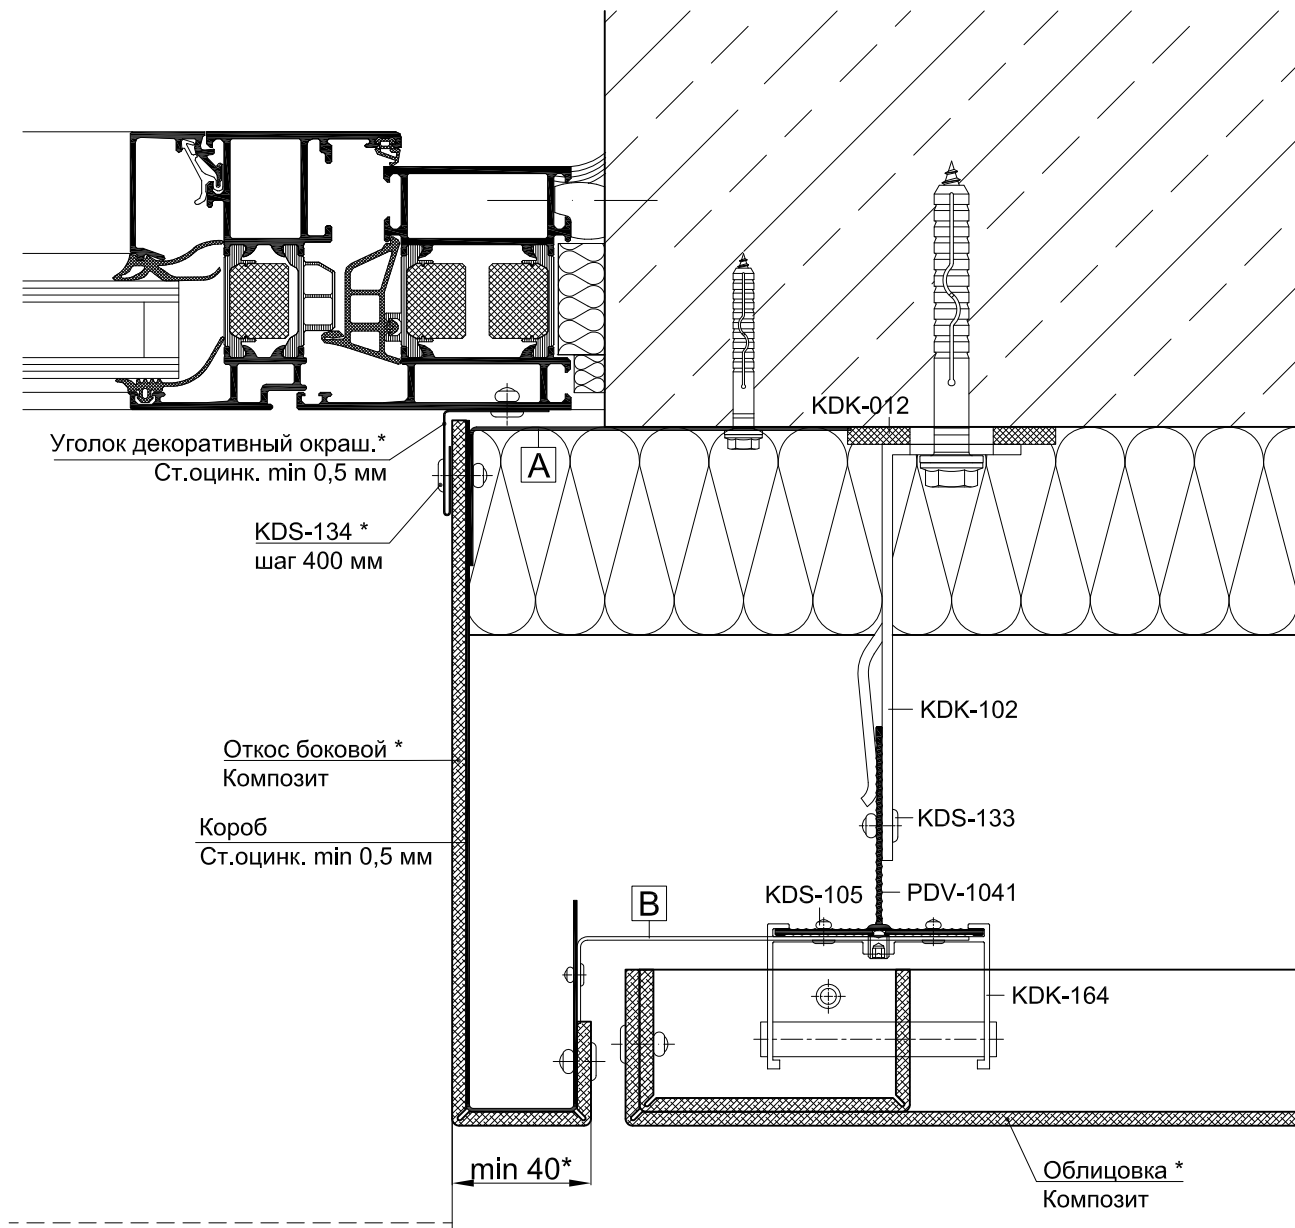 KDK-012
Уголок декоративный окраш.*
Ст.оцинк. min 0,5 мм
A
KDS-134 *
шаг 400 мм
KDK-102
Откос боковой *
Композит
Короб
Ст.оцинк. min 0,5 мм
KDS-133
KDS-105
PDV-1041
B
KDK-164
min 40*
Облицовка *
Композит